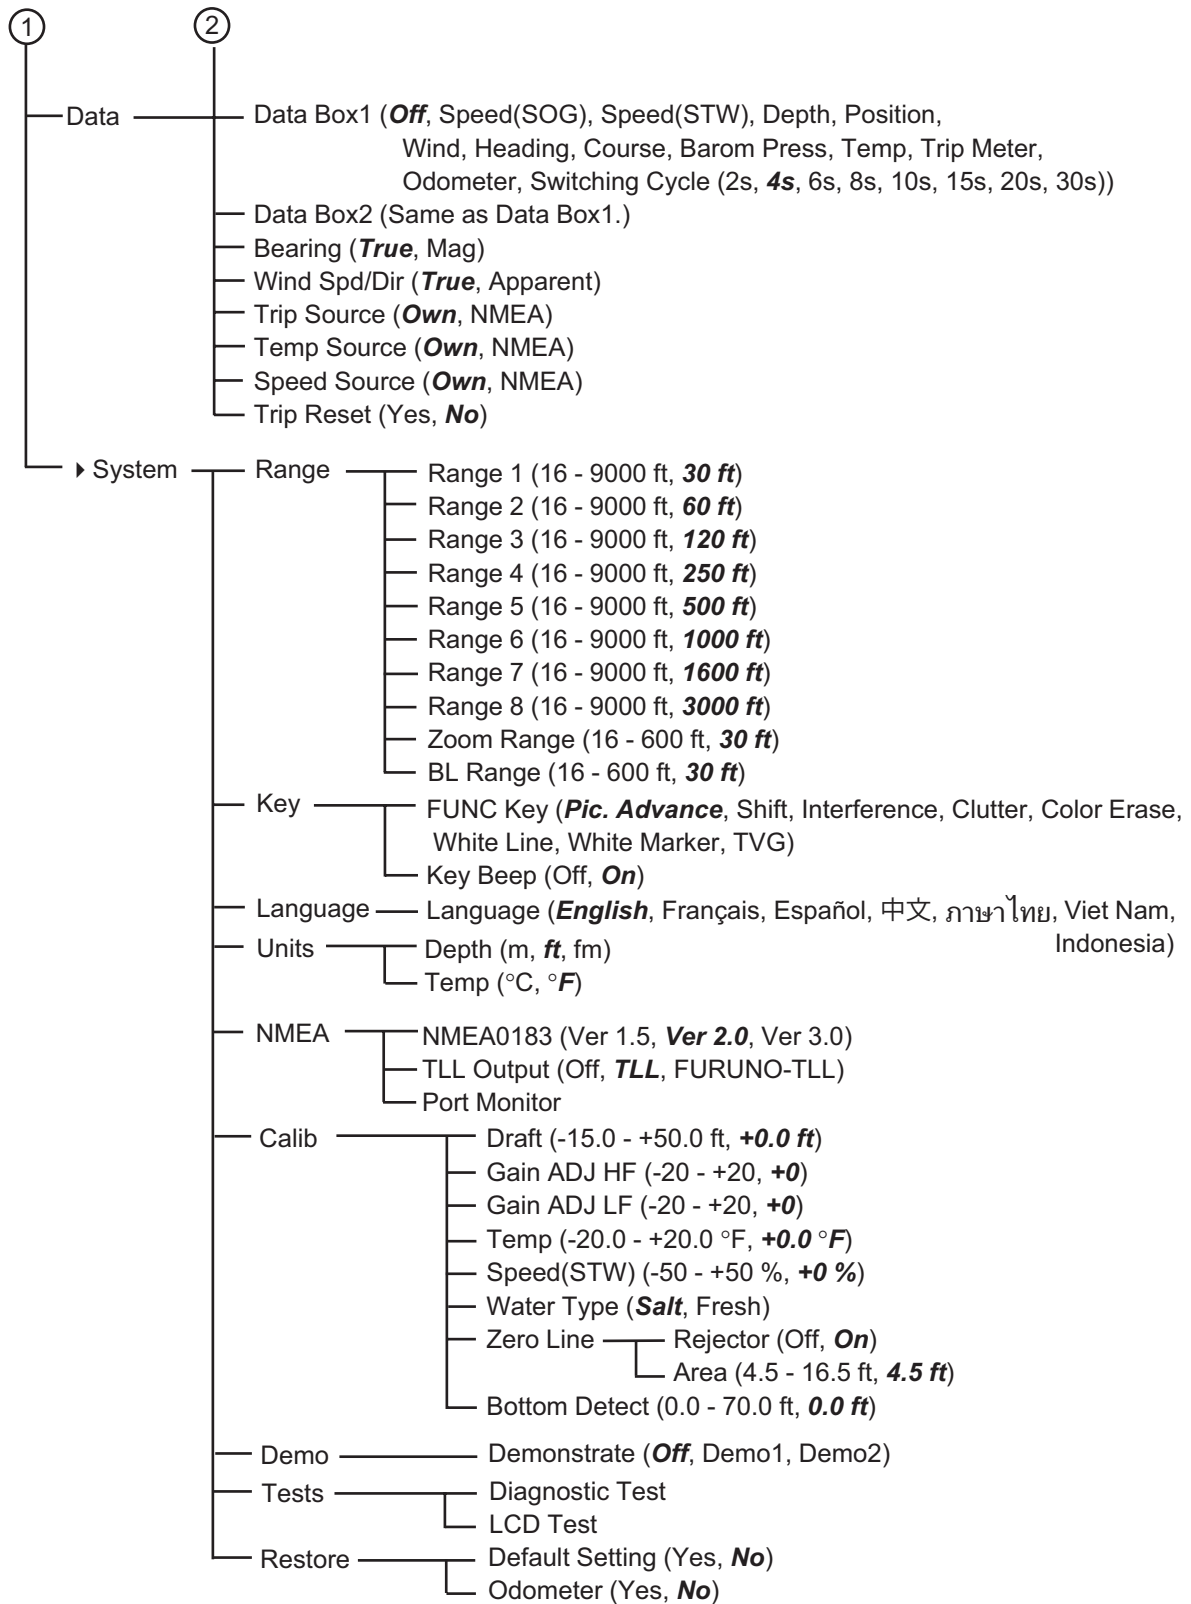 1 2
Data Data Box1 (Off, Speed(SOG), Speed(STW), Depth, Position,
Wind, Heading, Course, Barom Press, Temp, Trip Meter,
Odometer, Switching Cycle (2s, 4s, 6s, 8s, 10s, 15s, 20s, 30s))
Data Box2 (Same as Data Box1.)
Bearing (True, Mag)
Wind Spd/Dir (True, Apparent)
Trip Source (Own, NMEA)
Temp Source (Own, NMEA)
Speed Source (Own, NMEA)
Trip Reset (Yes, No)
System Range Range 1 (16 - 9000 ft, 30 ft)
Range 2 (16 - 9000 ft, 60 ft)
Range 3 (16 - 9000 ft, 120 ft)
Range 4 (16 - 9000 ft, 250 ft)
Range 5 (16 - 9000 ft, 500 ft)
Range 6 (16 - 9000 ft, 1000 ft)
Range 7 (16 - 9000 ft, 1600 ft)
Range 8 (16 - 9000 ft, 3000 ft)
Zoom Range (16 - 600 ft, 30 ft)
BL Range (16 - 600 ft, 30 ft)
Key FUNC Key (Pic. Advance, Shift, Interference, Clutter, Color Erase,
White Line, White Marker, TVG)
Key Beep (Off, On)
Language Language (English, Français, Español, 中文, ภาษาไทย, Viet Nam,
Indonesia)
Units Depth (m, ft, fm)
Temp (°C, °F)
NMEA NMEA0183 (Ver 1.5, Ver 2.0, Ver 3.0)
TLL Output (Off, TLL, FURUNO-TLL)
Port Monitor
Calib Draft (-15.0 - +50.0 ft, +0.0 ft)
Gain ADJ HF (-20 - +20, +0)
Gain ADJ LF (-20 - +20, +0)
Temp (-20.0 - +20.0 °F, +0.0 °F)
Speed(STW) (-50 - +50 %, +0 %)
Water Type (Salt, Fresh)
Zero Line Rejector (Off, On)
Area (4.5 - 16.5 ft, 4.5 ft)
Bottom Detect (0.0 - 70.0 ft, 0.0 ft)
Demo Demonstrate (Off, Demo1, Demo2)
Tests Diagnostic Test
LCD Test
Restore Default Setting (Yes, No)
Odometer (Yes, No)